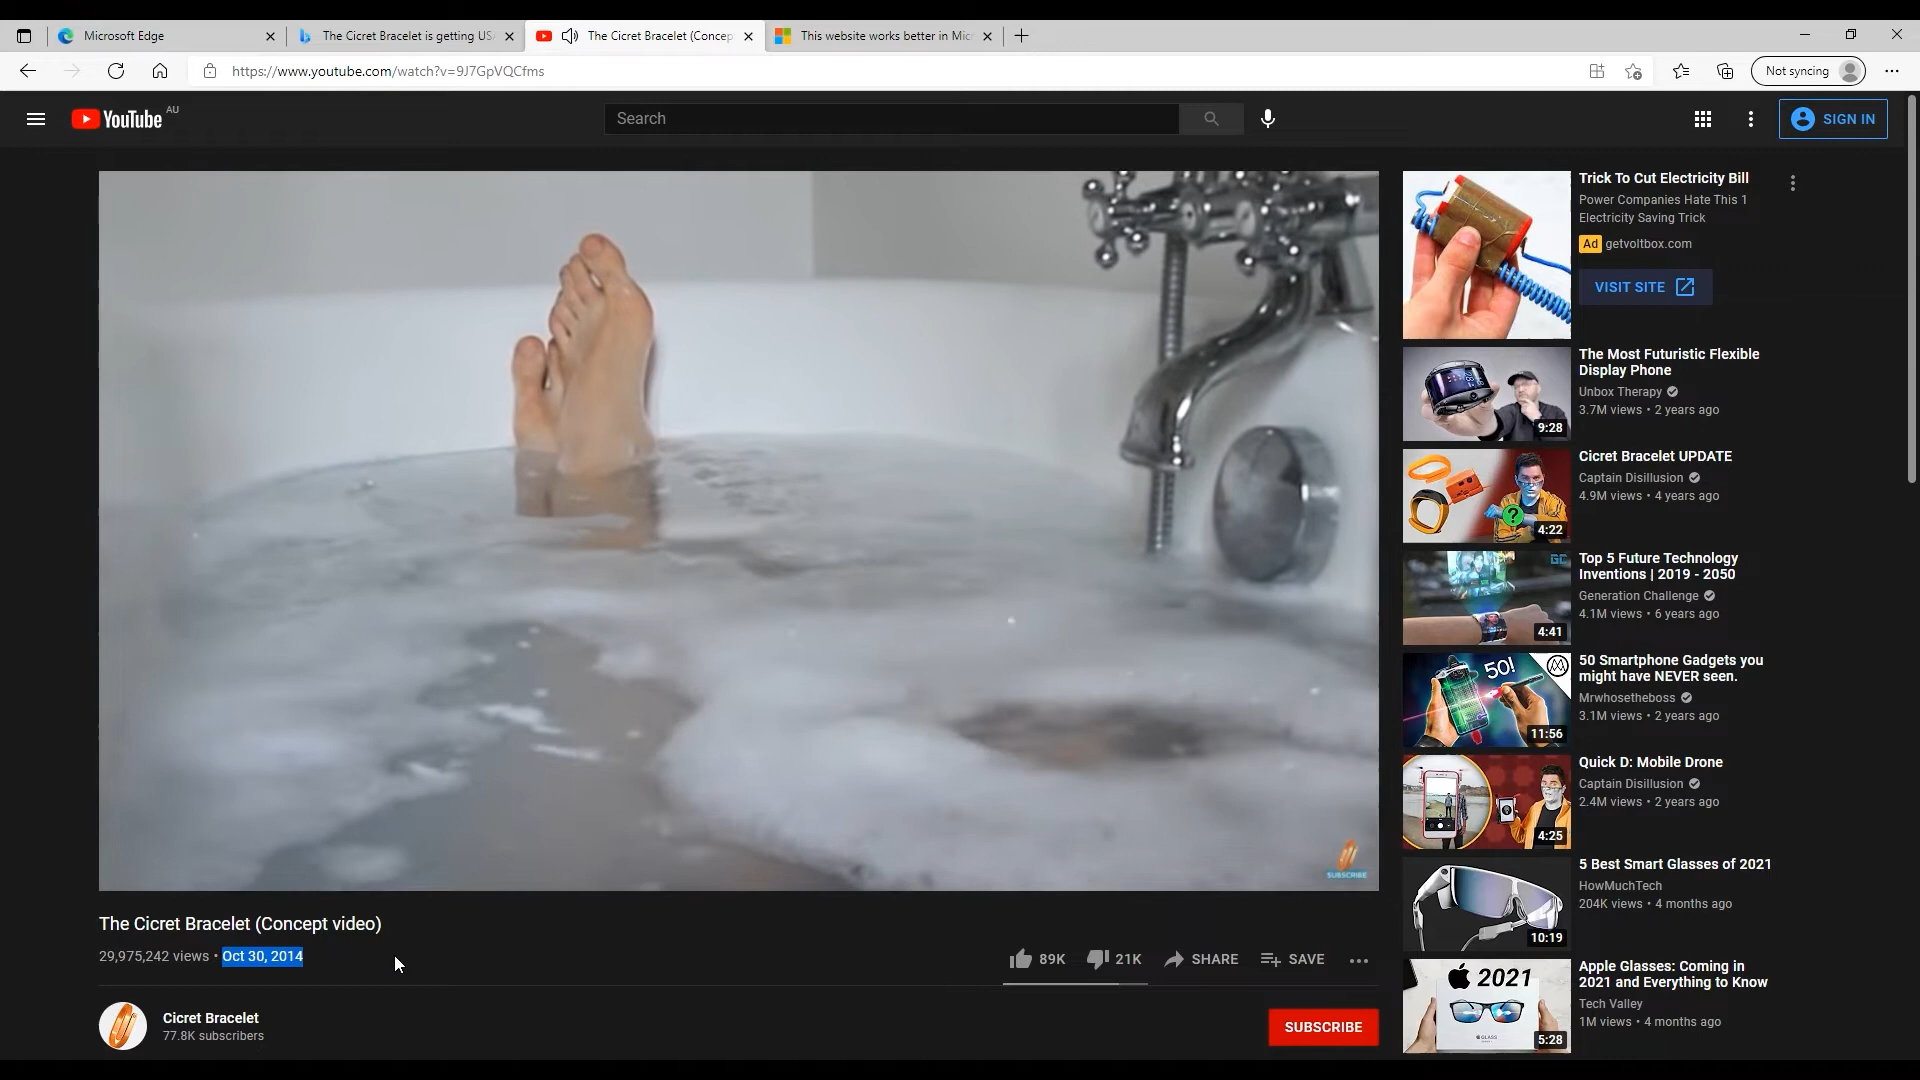 Microsoft Edge
The Cicret Bracelet is getting US
The Cicret Bracelet (Concep
This website works better in Mic
https://www.youtube.com/watch?v=9J7GpVQCfms
Not syncing
YouTube AU
Search
SIGN IN
SUBSCRIBE
The Cicret Bracelet (Concept video)
29,975,242 views • Oct 30, 2014
89K
21K
SHARE
SAVE
Cicret Bracelet
77.8K subscribers
SUBSCRIBE
Trick To Cut Electricity Bill
Power Companies Hate This 1
Electricity Saving Trick
Ad getvoltbox.com
VISIT SITE
The Most Futuristic Flexible
Display Phone
Unbox Therapy
3.7M views • 2 years ago
9:28
Cicret Bracelet UPDATE
Captain Disillusion
4.9M views • 4 years ago
?
4:22
Top 5 Future Technology
Inventions | 2019 - 2050
Generation Challenge
4.1M views • 6 years ago
GC
4:41
50 Smartphone Gadgets you
might have NEVER seen.
Mrwhosetheboss
3.1M views • 2 years ago
50!
11:56
Quick D: Mobile Drone
Captain Disillusion
2.4M views • 2 years ago
4:25
5 Best Smart Glasses of 2021
HowMuchTech
204K views • 4 months ago
10:19
Apple Glasses: Coming in
2021 and Everything to Know
Tech Valley
1M views • 4 months ago
2021
GLASS
5:28